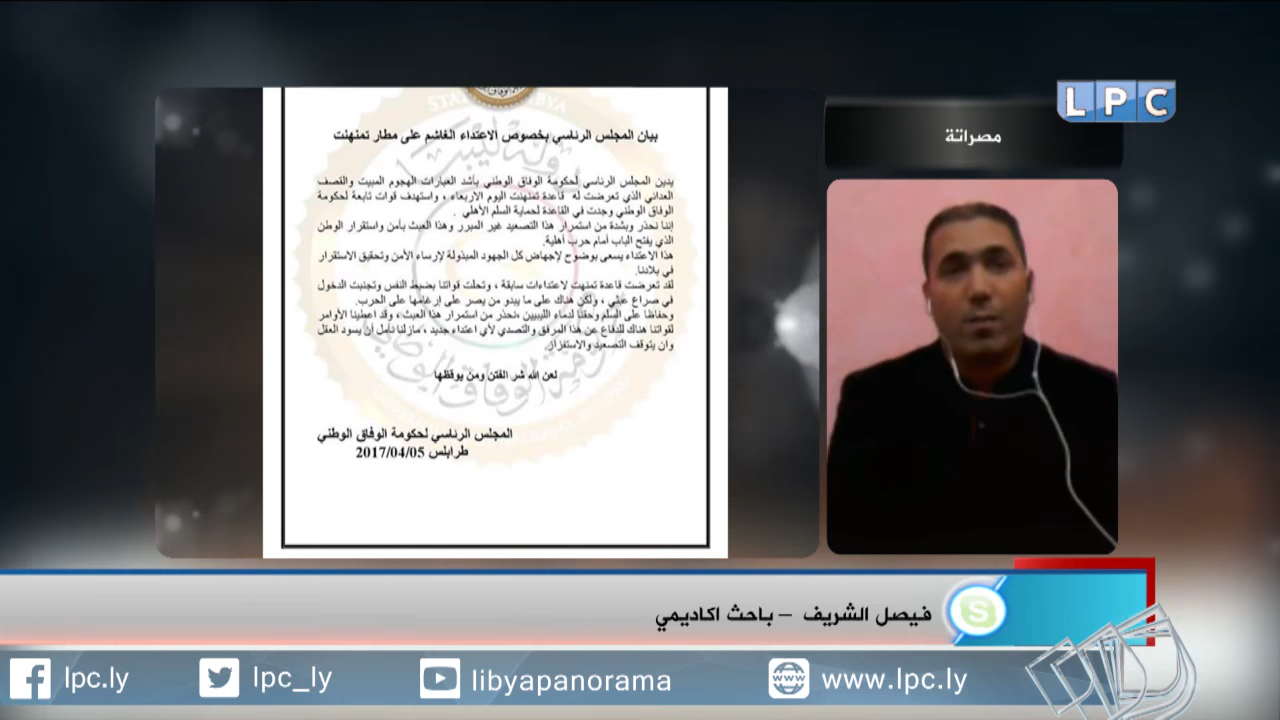 LPC
مصراتة
بيان المجلس الرئاسي بخصوص الاعتداء الغاشم على مطار تمنهنت
يدين المجلس الرئاسي لحكومة الوفاق الوطني بأشد العبارات الهجوم المبيت والقصف
العدائي الذي تعرضت له قاعدة تمنهنت اليوم الاربعاء ، واستهدف قوات تابعة لحكومة
الوفاق الوطني وجدت في القاعدة لحماية السلم الأهلي .
إننا نحذر وبشدة من استمرار هذا التصعيد غير المبرر وهذا العبث بأمن واستقرار الوطن
الذي يفتح الباب أمام حرب أهلية.
هذا الاعتداء يسعى بوضوح لإجهاض كل الجهود المبذولة لإرساء الأمن وتحقيق الاستقرار
في بلادنا.
لقد تعرضت قاعدة تمنهت لاعتداءات سابقة ، وتحلت قواتنا بضبط النفس وتجنبت الدخول
في صراع عبثي ، ولكن هناك على ما يبدو من يصر على إرغامها على الحرب.
وحفاظا على السلم وحقنا لدماء الليبيين ،نحذر من استمرار هذا العبث ، وقد اعطينا الأوامر
لقواتنا هناك للدفاع عن هذا المرفق والتصدي لأي اعتداء جديد ، مازلنا نأمل أن يسود العقل
وان يتوقف التصعيد والاستفزاز.
لعن الله شر الفتن ومن يوقظها
المجلس الرئاسي لحكومة الوفاق الوطني
طرابلس 2017/04/05
فيصل الشريف – باحث اكاديمي
lpc.ly
lpc_ly
libyapanorama
www.lpc.ly